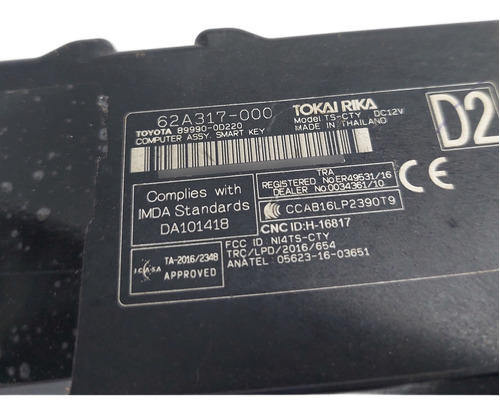 62A317-000
TOKAI RIKA
D2
TOYOTA 89990-0D220
Model TS-CTY DC12V
COMPUTER ASSY, SMART KEY
MADE IN THAILAND
Complies with
IMDA Standards
DA101418
TRA
REGISTERED No:ER49531/16
DEALER No:0034361/10
CE
CCAB16LP2390T9
CNC ID:H-16817
I.C.A.S.A
TA-2016/2348
APPROVED
FCC ID: NI4TS-CTY
TRC/LPD/2016/654
ANATEL: 05623-16-03651